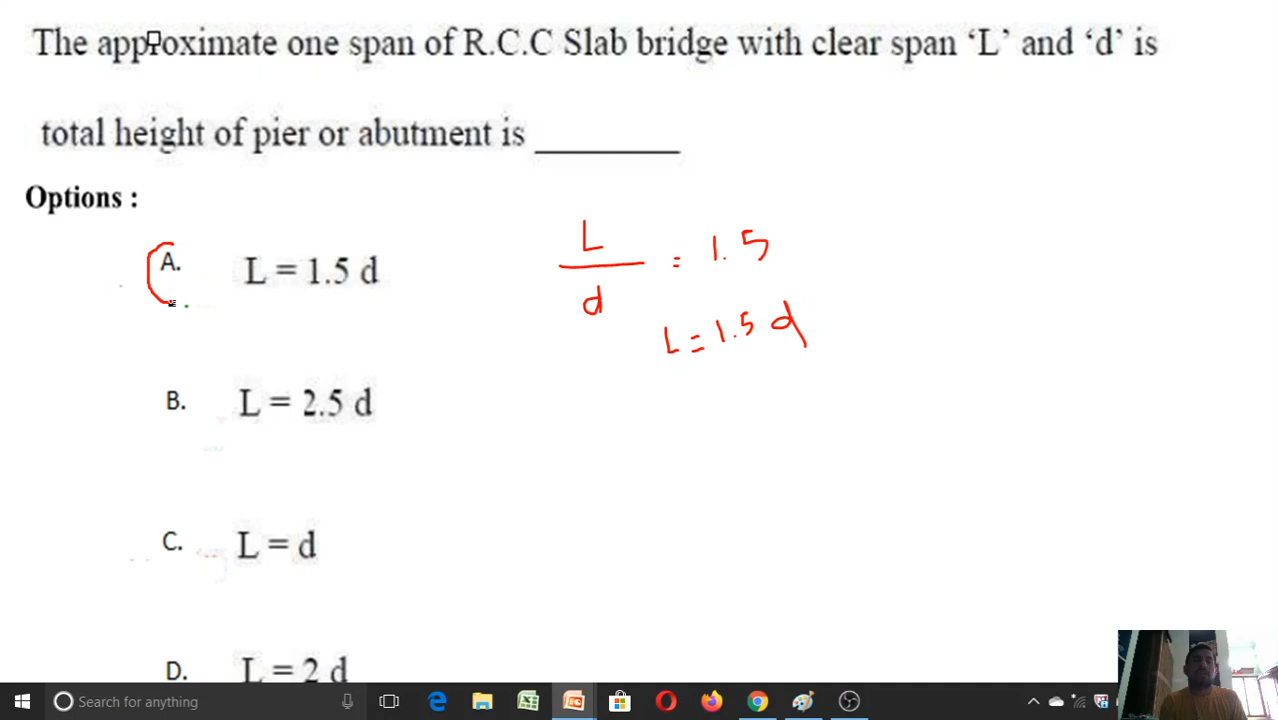 The approximate one span of R.C.C Slab bridge with clear span ‘L’ and ‘d’ is
total height of pier or abutment is ________
Options :
A. L = 1.5 d
L
d
= 1.5
L = 1.5 d
B. L = 2.5 d
C. L = d
D. L = 2 d
Search for anything